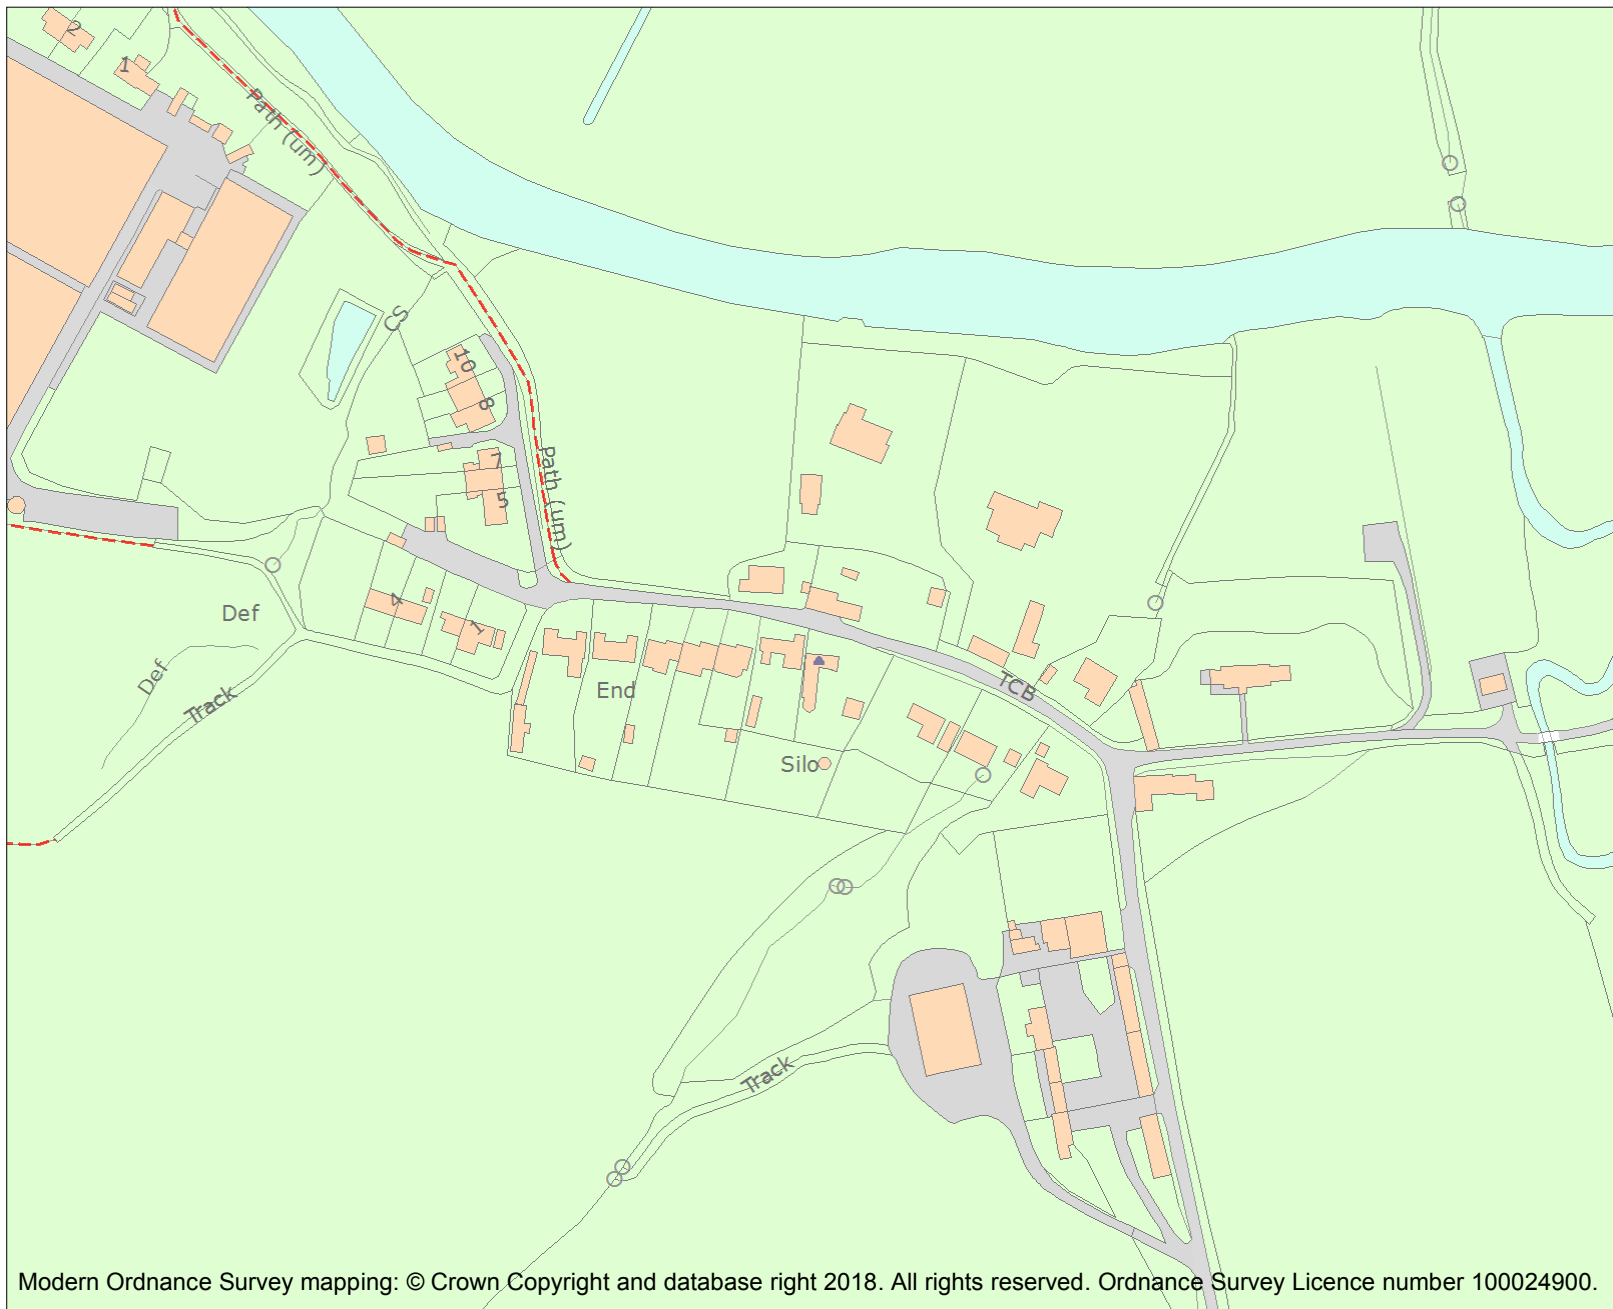 2
1
Path (um)
CS
10
8
7
5
Path (um)
4
1
Def
Def
Track
End
TCB
Silo
Track
Modern Ordnance Survey mapping: © Crown Copyright and database right 2018. All rights reserved. Ordnance Survey Licence number 100024900.